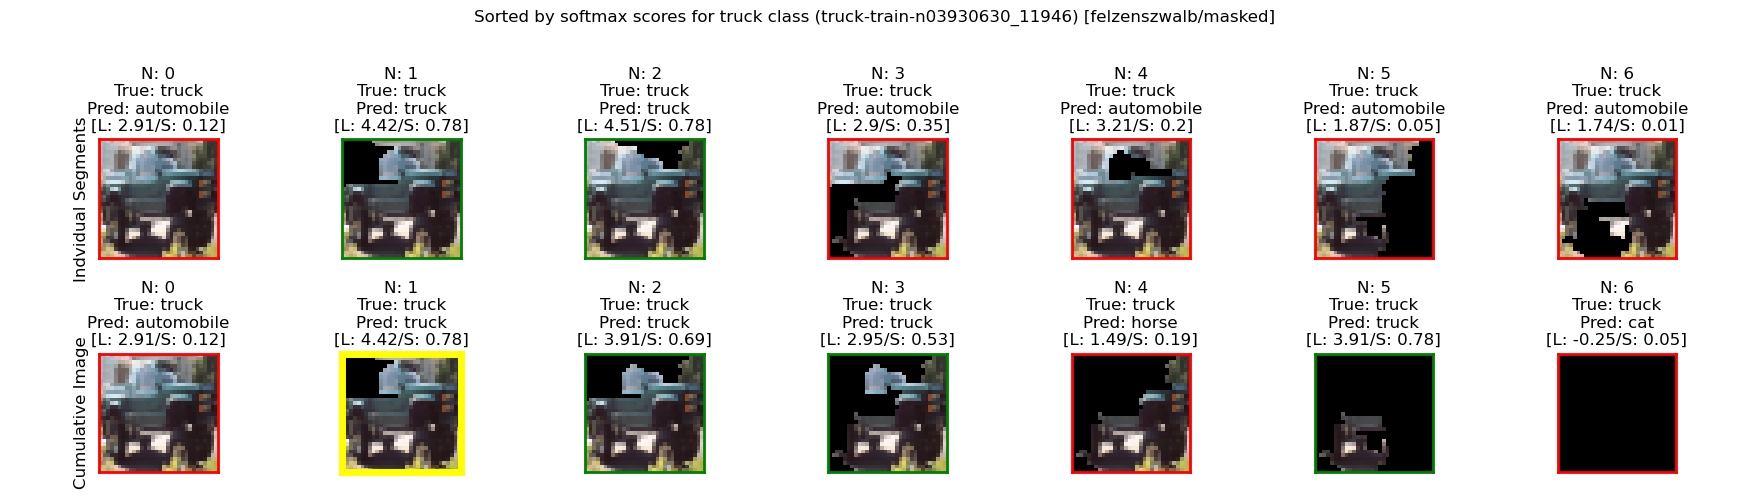 Sorted by softmax scores for truck class (truck-train-n03930630_11946) [felzenszwalb/masked]
Indvidual Segments
N: 0
True: truck
Pred: automobile
[L: 2.91/S: 0.12]
N: 1
True: truck
Pred: truck
[L: 4.42/S: 0.78]
N: 2
True: truck
Pred: truck
[L: 4.51/S: 0.78]
N: 3
True: truck
Pred: automobile
[L: 2.9/S: 0.35]
N: 4
True: truck
Pred: automobile
[L: 3.21/S: 0.2]
N: 5
True: truck
Pred: automobile
[L: 1.87/S: 0.05]
N: 6
True: truck
Pred: automobile
[L: 1.74/S: 0.01]
Cumulative Image
N: 0
True: truck
Pred: automobile
[L: 2.91/S: 0.12]
N: 1
True: truck
Pred: truck
[L: 4.42/S: 0.78]
N: 2
True: truck
Pred: truck
[L: 3.91/S: 0.69]
N: 3
True: truck
Pred: truck
[L: 2.95/S: 0.53]
N: 4
True: truck
Pred: horse
[L: 1.49/S: 0.19]
N: 5
True: truck
Pred: truck
[L: 3.91/S: 0.78]
N: 6
True: truck
Pred: cat
[L: -0.25/S: 0.05]